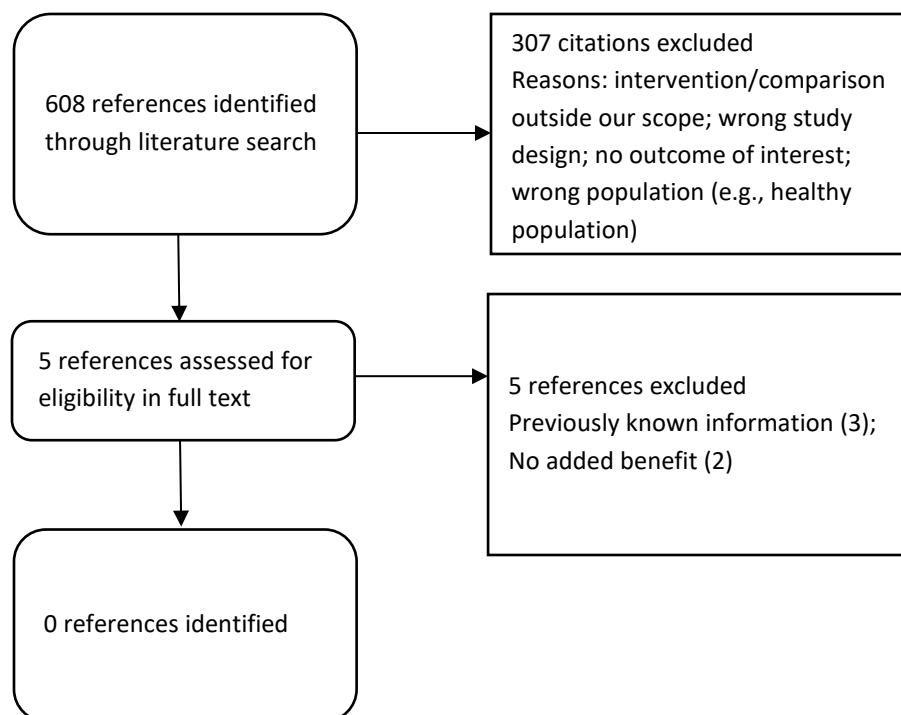 608 references identified
through literature search
307 citations excluded
Reasons: intervention/comparison
outside our scope; wrong study
design; no outcome of interest;
wrong population (e.g., healthy
population)
5 references assessed for
eligibility in full text
5 references excluded
Previously known information (3);
No added benefit (2)
0 references identified